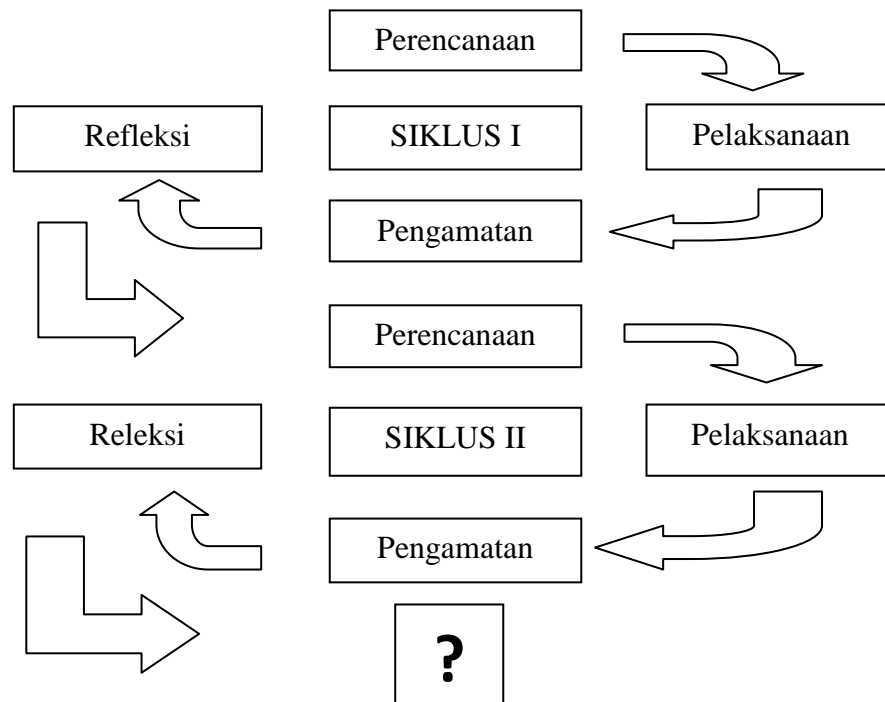 Perencanaan
Refleksi
SIKLUS I
Pelaksanaan
Pengamatan
Perencanaan
Releksi
SIKLUS II
Pelaksanaan
Pengamatan
?